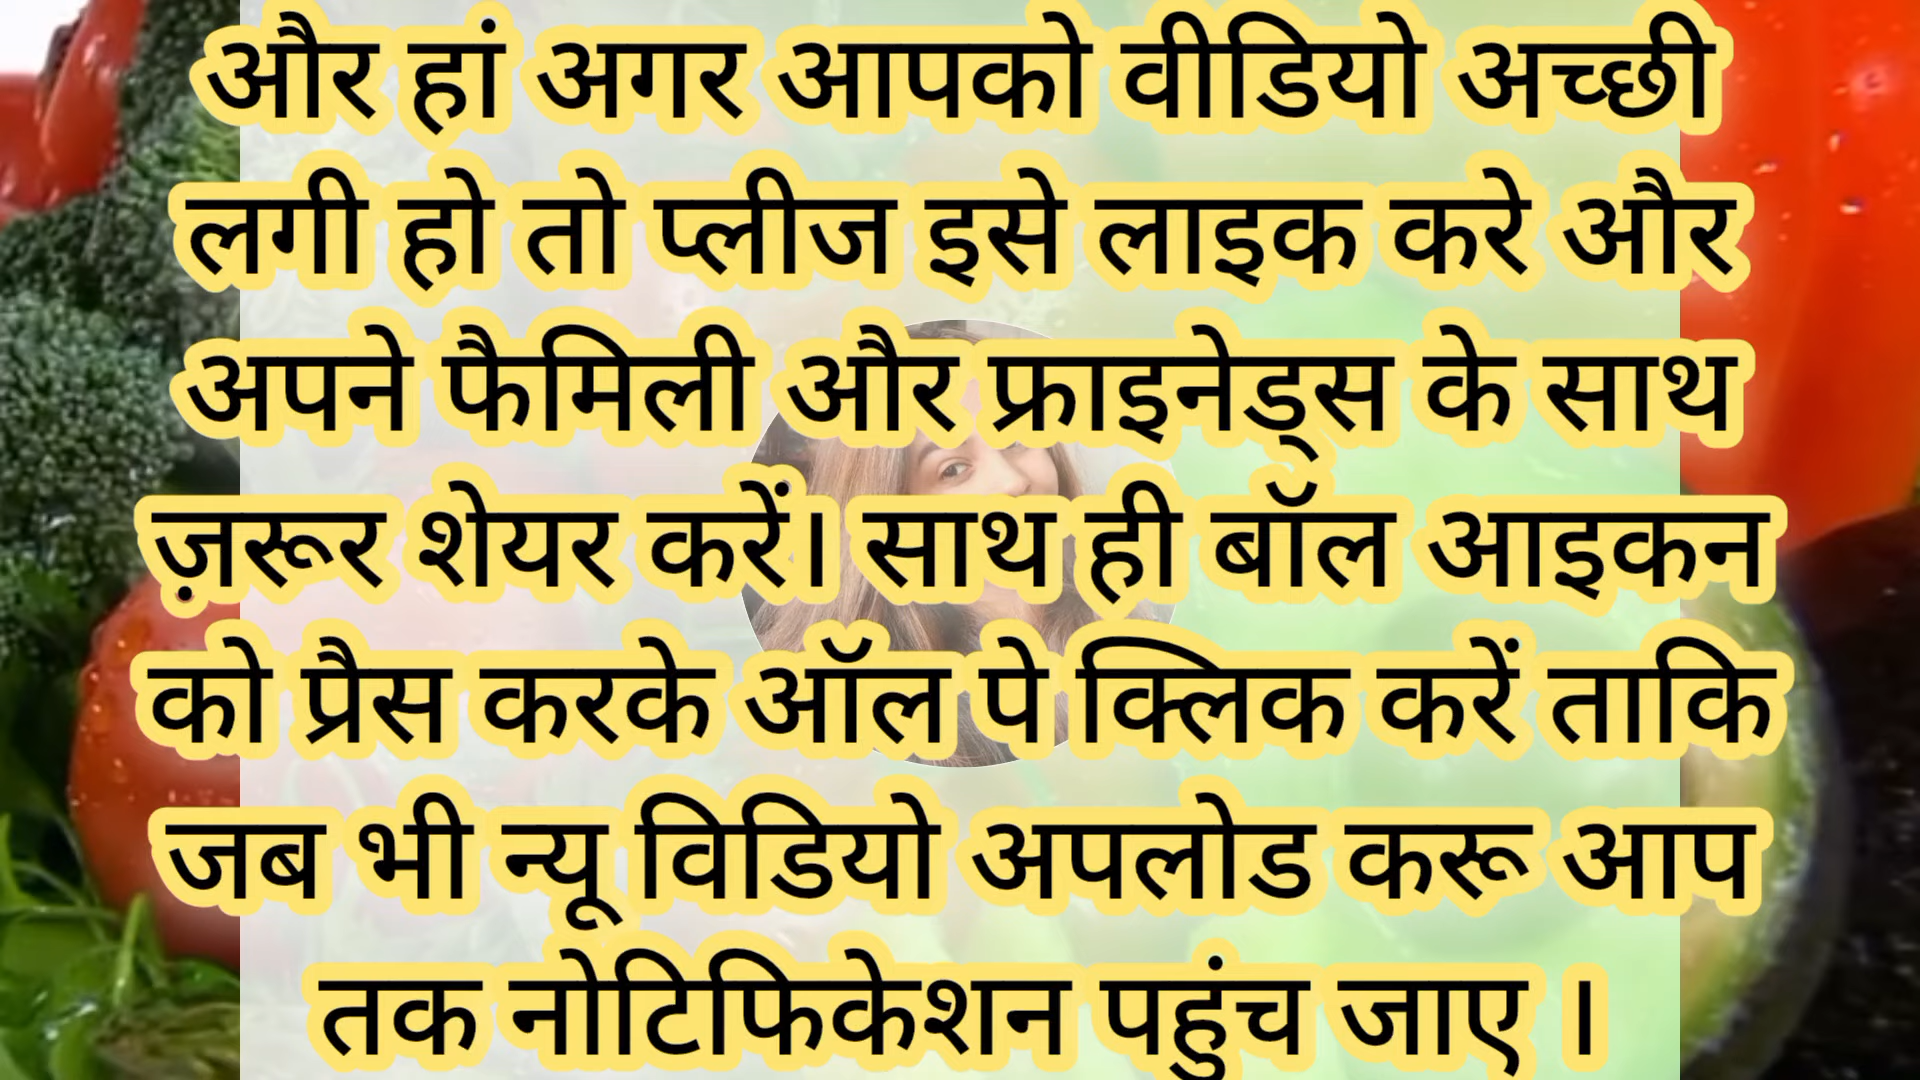 और हां अगर आपको वीडियो अच्छी
लगी हो तो प्लीज इसे लाइक करे और
अपने फैमिली और फ्राइनेड्स के साथ
ज़रूर शेयर करें। साथ ही बॉल आइकन
को प्रैस करके ऑल पे क्लिक करें ताकि
जब भी न्यू विडियो अपलोड करू आप
तक नोटिफिकेशन पहुंच जाए ।